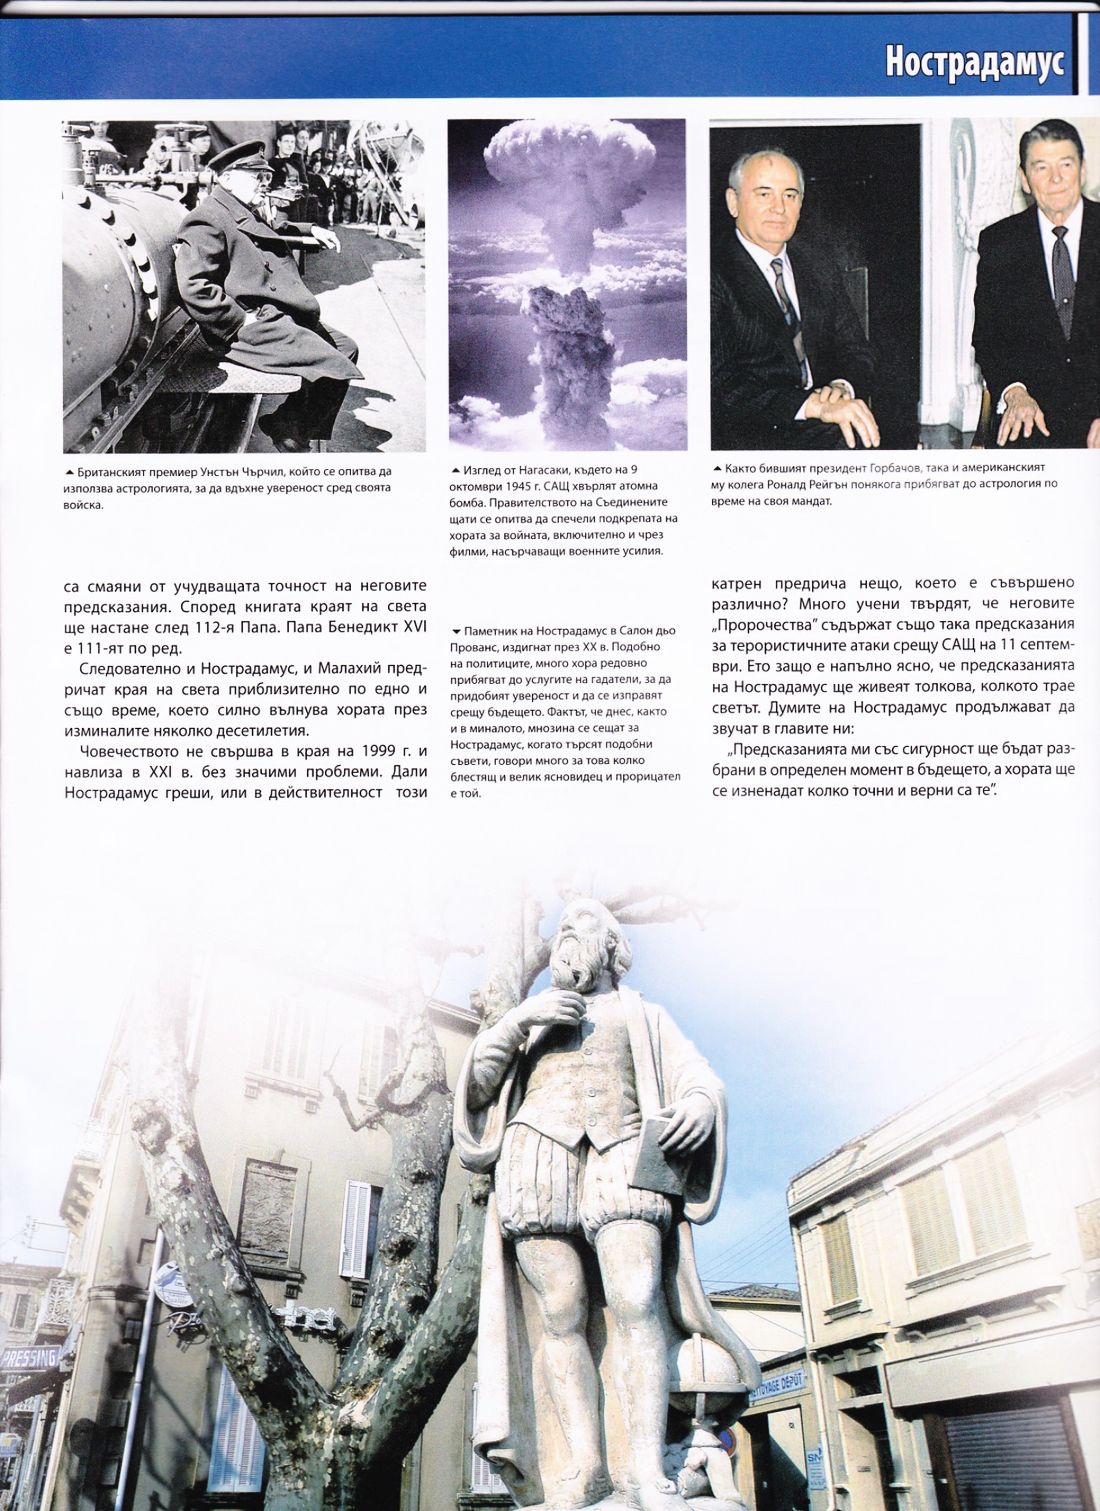 Нострадамус
Британският премиер Унстън Чърчил, който се опитва да
използва астрологията, за да вдъхне увереност сред своята
войска.
Изглед от Нагасаки, където на 9
октомври 1945 г. САЩ хвърлят атомна
бомба. Правителството на Съединените
щати се опитва да спечели подкрепата на
хората за войната, включително и чрез
филми, насърчаващи военните усилия.
Както бившият президент Горбачов, така и американският
му колега Роналд Рейгън понякога прибягват до астрология по
време на своя мандат.
са смаяни от учудващата точност на неговите
предсказания. Според книгата краят на света
ще настане след 112-я Папа. Папа Бенедикт XVI
е 111-ят по ред.
Следователно и Нострадамус, и Малахий пред-
ричат края на света приблизително по едно и
също време, което силно вълнува хората през
изминалите няколко десетилетия.
Човечеството не свършва в края на 1999 г. и
навлиза в XXI в. без значими проблеми. Дали
Нострадамус греши, или в действителност този
Паметник на Нострадамус в Салон дьо
Прованс, издигнат през XX в. Подобно
на политиците, много хора редовно
прибягват до услугите на гадатели, за да
придобият увереност и да се изправят
срещу бъдещето. Фактът, че днес, както
и в миналото, мнозина се сещат за
Нострадамус, когато търсят подобни
съвети, говори много за това колко
блестящ и велик ясновидец и прорицател
е той.
катрен предрича нещо, което е съвършено
различно? Много учени твърдят, че неговите
„Пророчества” съдържат също така предсказания
за терористичните атаки срещу САЩ на 11 септем-
ври. Ето защо е напълно ясно, че предсказанията
на Нострадамус ще живеят толкова, колкото трае
светът. Думите на Нострадамус продължават да
звучат в главите ни:
„Предсказанията ми със сигурност ще бъдат раз-
брани в определен момент в бъдещето, а хората ще
се изненадат колко точни и верни са те”.
PRESSING
DEPÔT